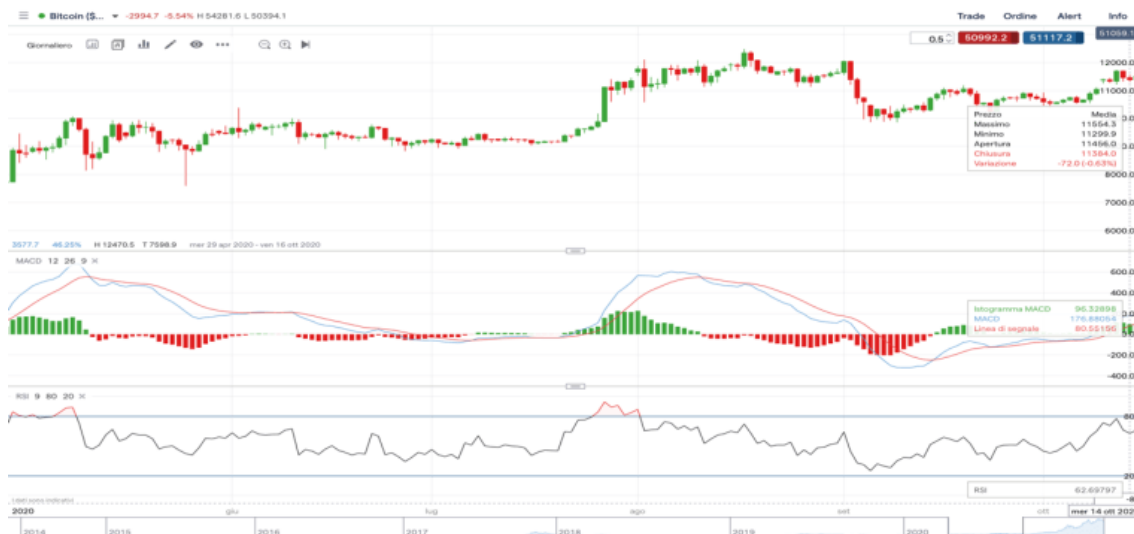 Bitcoin ($... -2994.7 -5.54% H 54281.6 L 50394.1
Trade Ordine Alert Info
Giornaliero
0.5 50992.2 51117.2 51059.1
12000.0
11000.0
8000.0
7000.0
6000.0
Prezzo Media
Massimo 11554.3
Minimo 11299.9
Apertura 11456.0
Chiusura 11384.0
Variazione -72.0 (-0.63%)
3577.7 46.25% H 12470.5 T 7598.9 mer 29 apr 2020 - ven 16 ott 2020
MACD 12 26 9
600.0
400.0
Istogramma MACD 96.32898
MACD 176.88054
Linea di segnale 80.55156
-200.0
-400.0
RSI 9 80 20
80
20
RSI 62.69797
I dati sono indicativi
2020 giu lug ago set ott mer 14 ott 202
2014 2015 2016 2017 2018 2019 2020